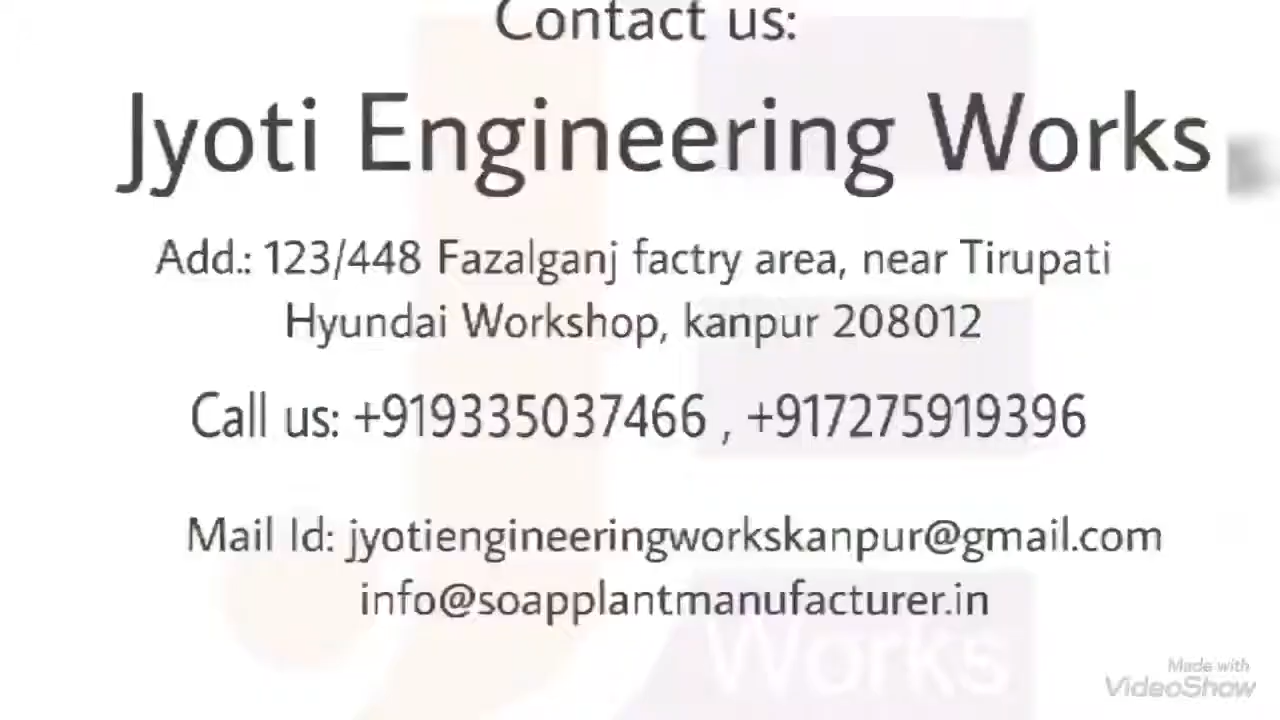 Contact us:
Jyoti Engineering Works
Add.: 123/448 Fazalganj factry area, near Tirupati
Hyundai Workshop, kanpur 208012
Call us: +919335037466 , +917275919396
Mail Id: jyotiengineeringworkskanpur@gmail.com
info@soapplantmanufacturer.in
Works
Made with
VideoShow